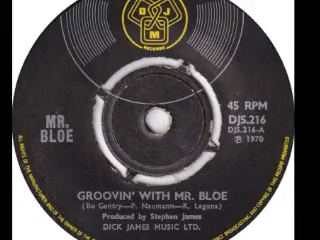 DJM
RECORDS
MR.
BLOE
45 RPM
DJS.216
DJS.216-A
℗ 1970
GROOVIN' WITH MR. BLOE
(Bo Gentry—P. Naumann—K. Laguna)
Produced by Stephen James
DICK JAMES MUSIC LTD.